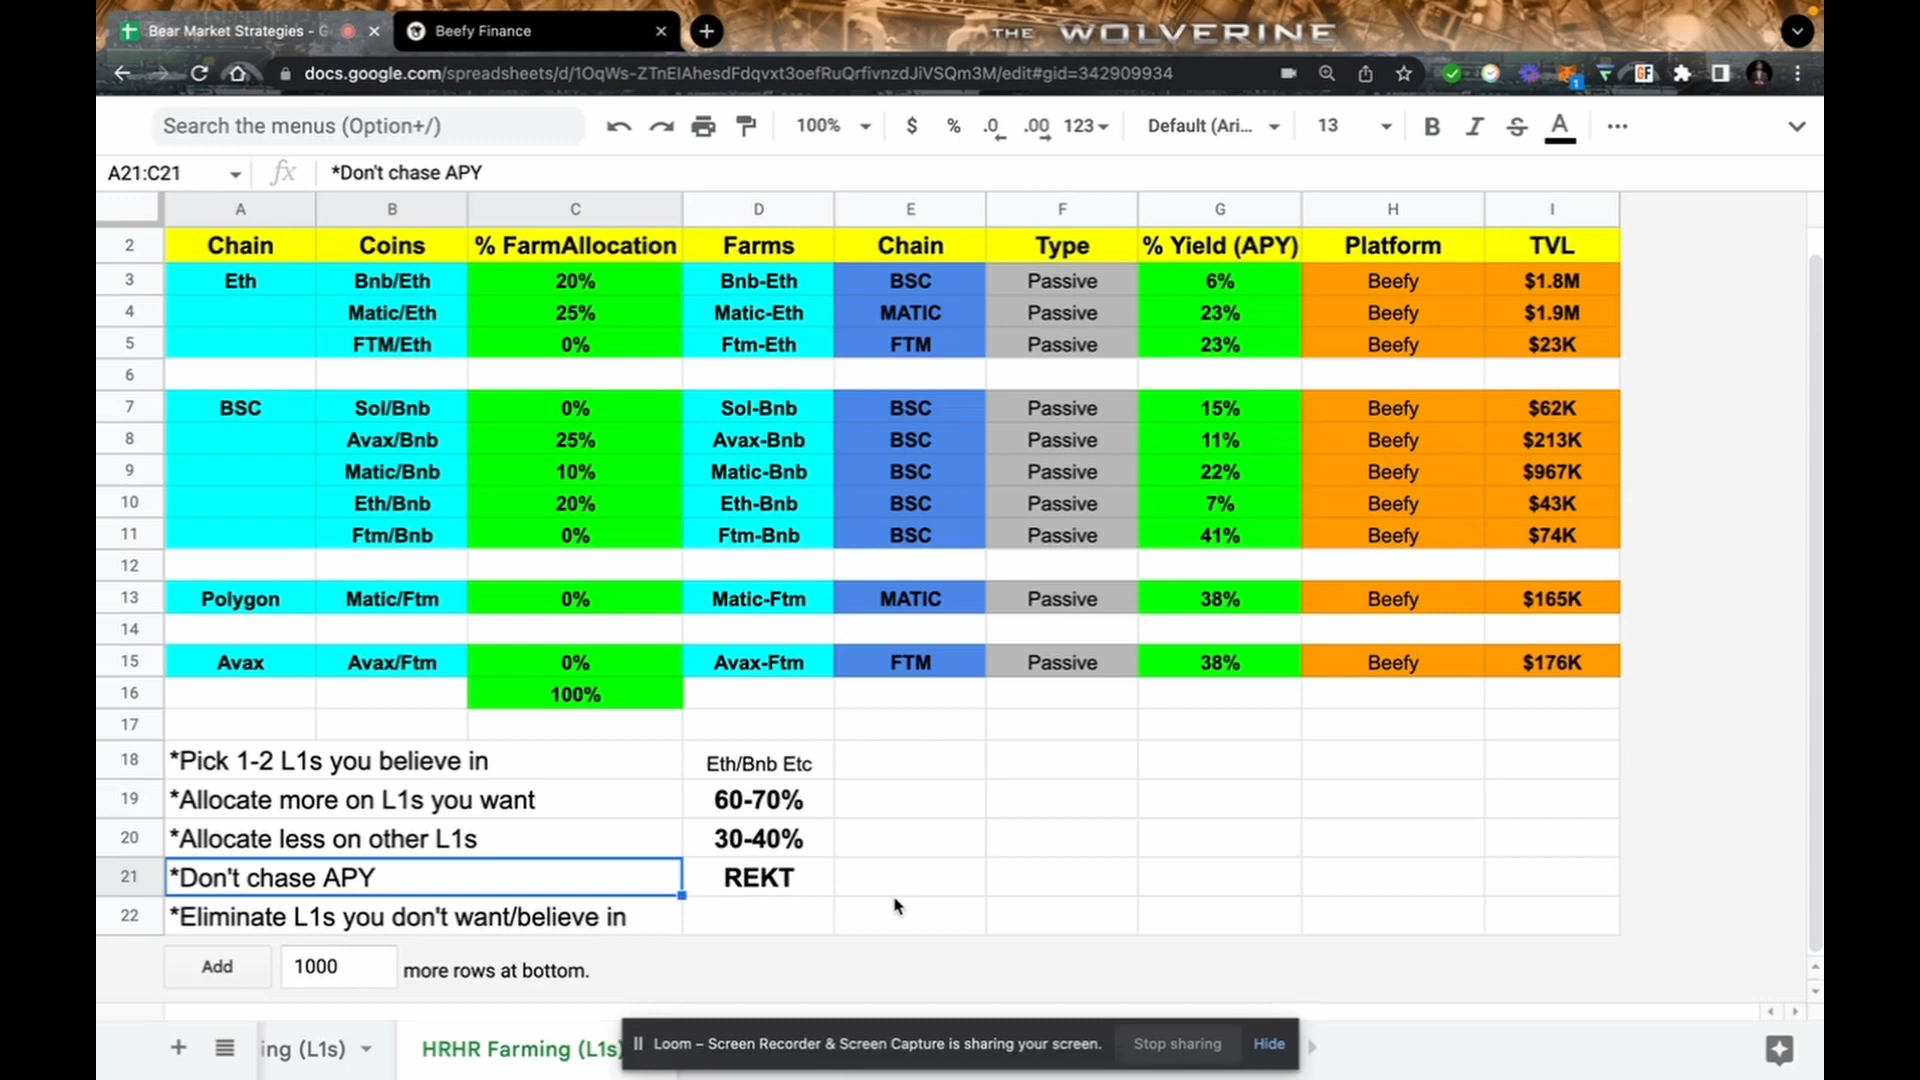 THE WOLVERINE
Bear Market Strategies - G
Beefy Finance
docs.google.com/spreadsheets/d/1OqWs-ZTnElAhesdFdqvxt3oefRuQrfivnzdJiVSQm3M/edit#gid=342909934
Search the menus (Option+/) 100% $ % .0 .00 123 Default (Ari... 13 B I S A ...
A21:C21 fx *Don't chase APY
A B C D E F G H I
2 Chain Coins % FarmAllocation Farms Chain Type % Yield (APY) Platform TVL
3 Eth Bnb/Eth 20% Bnb-Eth BSC Passive 6% Beefy $1.8M
4 Matic/Eth 25% Matic-Eth MATIC Passive 23% Beefy $1.9M
5 FTM/Eth 0% Ftm-Eth FTM Passive 23% Beefy $23K
6
7 BSC Sol/Bnb 0% Sol-Bnb BSC Passive 15% Beefy $62K
8 Avax/Bnb 25% Avax-Bnb BSC Passive 11% Beefy $213K
9 Matic/Bnb 10% Matic-Bnb BSC Passive 22% Beefy $967K
10 Eth/Bnb 20% Eth-Bnb BSC Passive 7% Beefy $43K
11 Ftm/Bnb 0% Ftm-Bnb BSC Passive 41% Beefy $74K
12
13 Polygon Matic/Ftm 0% Matic-Ftm MATIC Passive 38% Beefy $165K
14
15 Avax Avax/Ftm 0% Avax-Ftm FTM Passive 38% Beefy $176K
16 100%
17
18 *Pick 1-2 L1s you believe in Eth/Bnb Etc
19 *Allocate more on L1s you want 60-70%
20 *Allocate less on other L1s 30-40%
21 *Don't chase APY REKT
22 *Eliminate L1s you don't want/believe in
Add 1000 more rows at bottom.
ing (L1s) HRHR Farming (L1s)
Loom – Screen Recorder & Screen Capture is sharing your screen. Stop sharing Hide